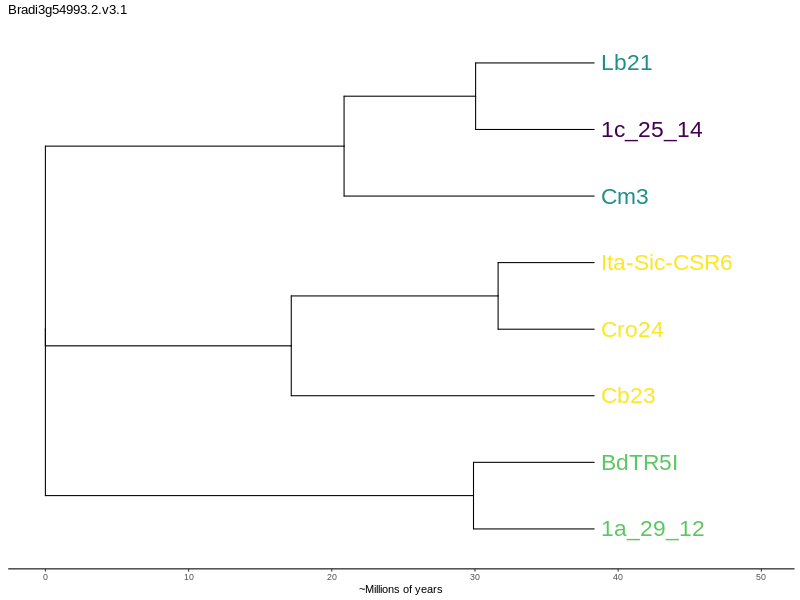 Bradi3g54993.2.v3.1
Lb21
1c_25_14
Cm3
Ita-Sic-CSR6
Cro24
Cb23
BdTR5I
1a_29_12
0 10 20 30 40 50
~Millions of years